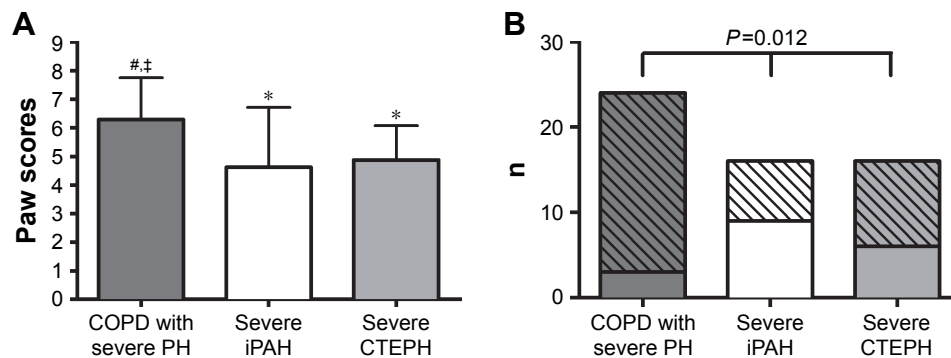 A
9
8
7
6
5
4
3
2
1
0
Paw scores
#,‡
*
*
COPD with
severe PH
Severe
iPAH
Severe
CTEPH
B
30
20
10
0
n
P=0.012
COPD with
severe PH
Severe
iPAH
Severe
CTEPH